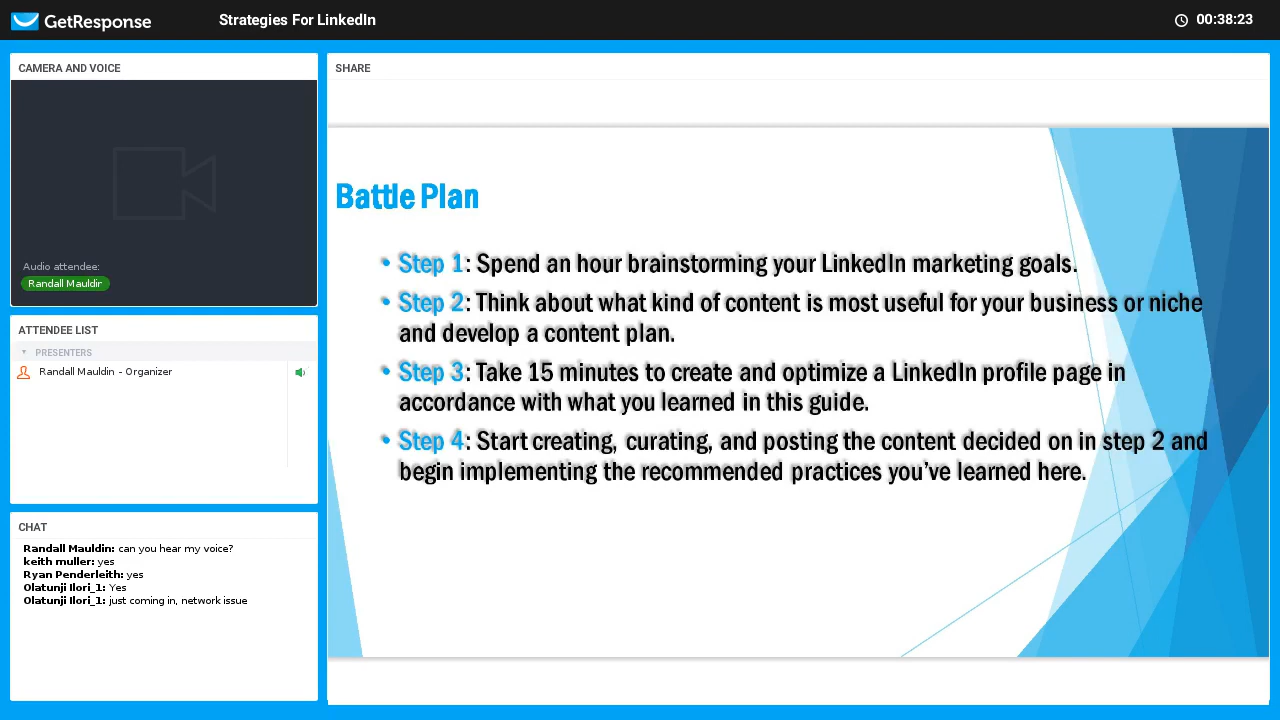 GetResponse
Strategies For LinkedIn
00:38:23
CAMERA AND VOICE
Audio attendee:
Randall Mauldin
ATTENDEE LIST
PRESENTERS
Randall Mauldin - Organizer
CHAT
Randall Mauldin: can you hear my voice?
keith muller: yes
Ryan Penderleith: yes
Olatunji Ilori_1: Yes
Olatunji Ilori_1: just coming in, network issue
SHARE
Battle Plan
• Step 1: Spend an hour brainstorming your LinkedIn marketing goals.
• Step 2: Think about what kind of content is most useful for your business or niche
and develop a content plan.
• Step 3: Take 15 minutes to create and optimize a LinkedIn profile page in
accordance with what you learned in this guide.
• Step 4: Start creating, curating, and posting the content decided on in step 2 and
begin implementing the recommended practices you’ve learned here.